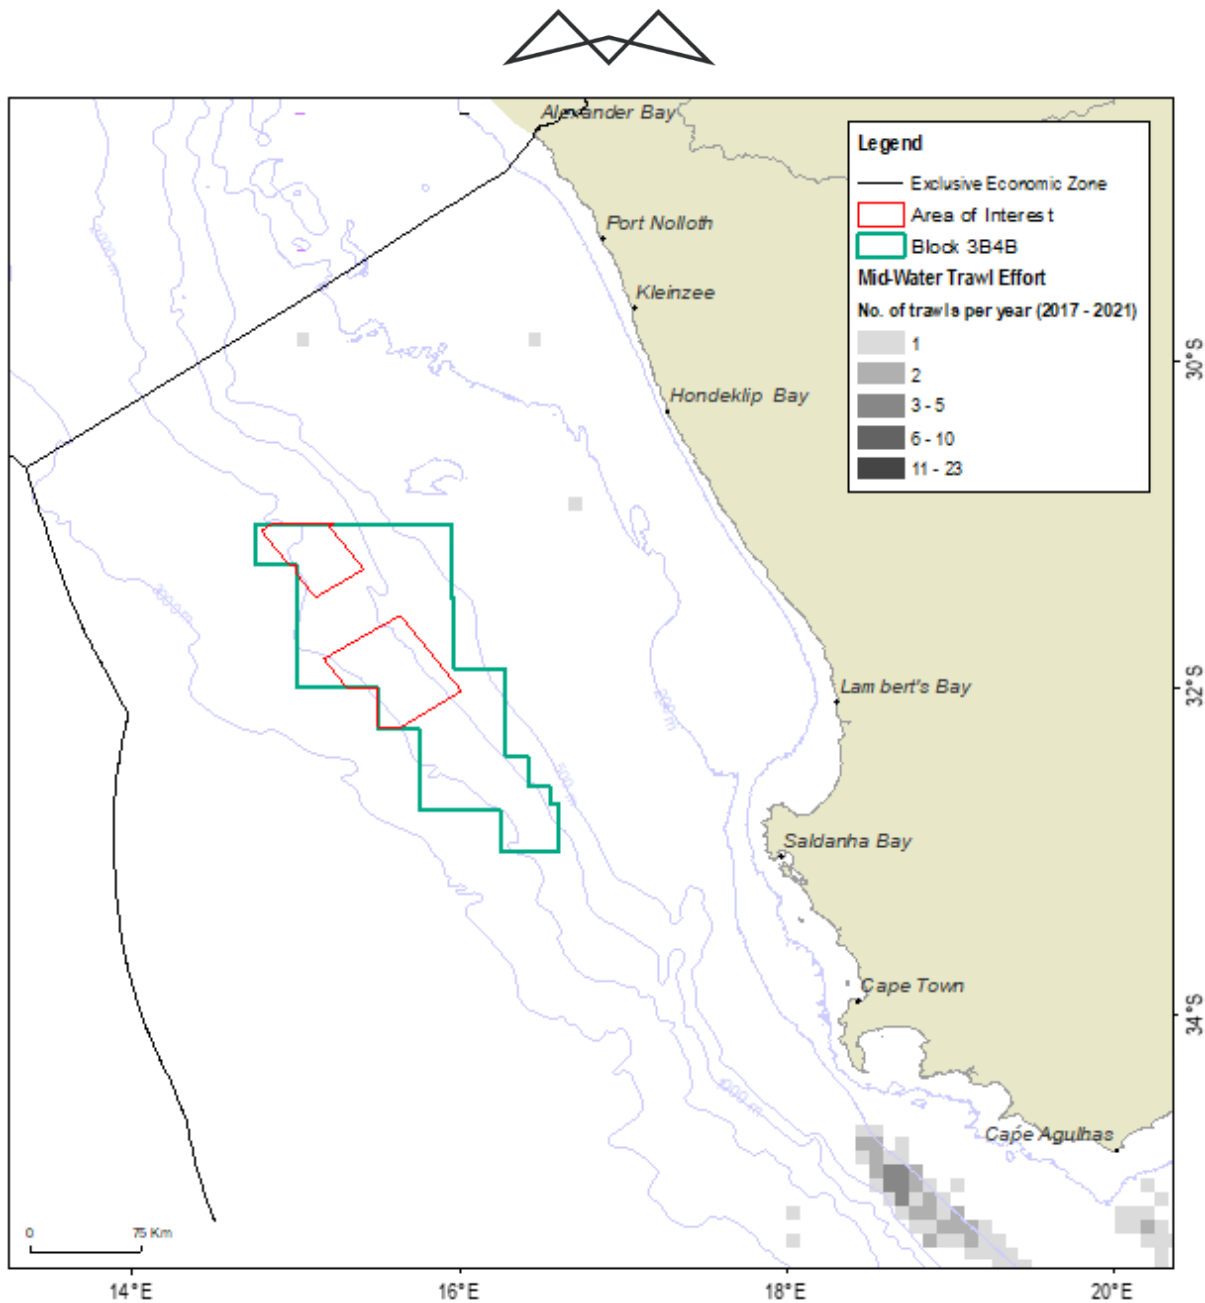 Alexander Bay
Legend
Exclusive Economic Zone
Area of Interest
Block 3B4B
Mid-Water Trawl Effort
No. of trawls per year (2017 - 2021)
1
2
3 - 5
6 - 10
11 - 23
Port Nolloth
Kleinzee
Hondeklip Bay
30°S
Lambert's Bay
32°S
200 m
500 m
Saldanha Bay
Cape Town
34°S
Cape Agulhas
0 75 Km
14°E 16°E 18°E 20°E